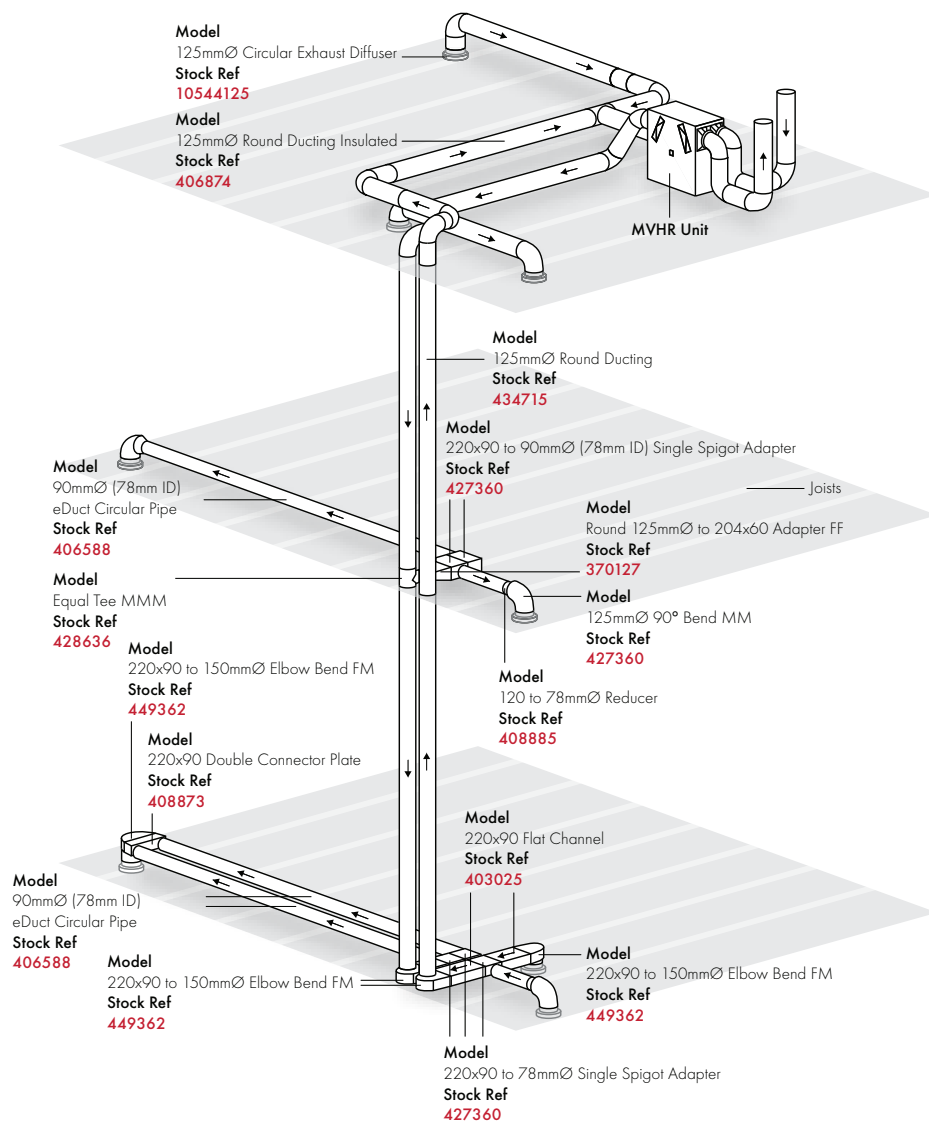 Model
125mmØ Circular Exhaust Diffuser
Stock Ref
10544125
Model
125mmØ Round Ducting Insulated
Stock Ref
406874
MVHR Unit
Model
125mmØ Round Ducting
Stock Ref
434715
Model
220x90 to 90mmØ (78mm ID) Single Spigot Adapter
Stock Ref
427360
Model
90mmØ (78mm ID)
eDuct Circular Pipe
Stock Ref
406588
Joists
Model
Round 125mmØ to 204x60 Adapter FF
Stock Ref
370127
Model
Equal Tee MMM
Stock Ref
428636
Model
125mmØ 90° Bend MM
Stock Ref
427360
Model
220x90 to 150mmØ Elbow Bend FM
Stock Ref
449362
Model
120 to 78mmØ Reducer
Stock Ref
408885
Model
220x90 Double Connector Plate
Stock Ref
408873
Model
220x90 Flat Channel
Stock Ref
403025
Model
90mmØ (78mm ID)
eDuct Circular Pipe
Stock Ref
406588
Model
220x90 to 150mmØ Elbow Bend FM
Stock Ref
449362
Model
220x90 to 150mmØ Elbow Bend FM
Stock Ref
449362
Model
220x90 to 78mmØ Single Spigot Adapter
Stock Ref
427360